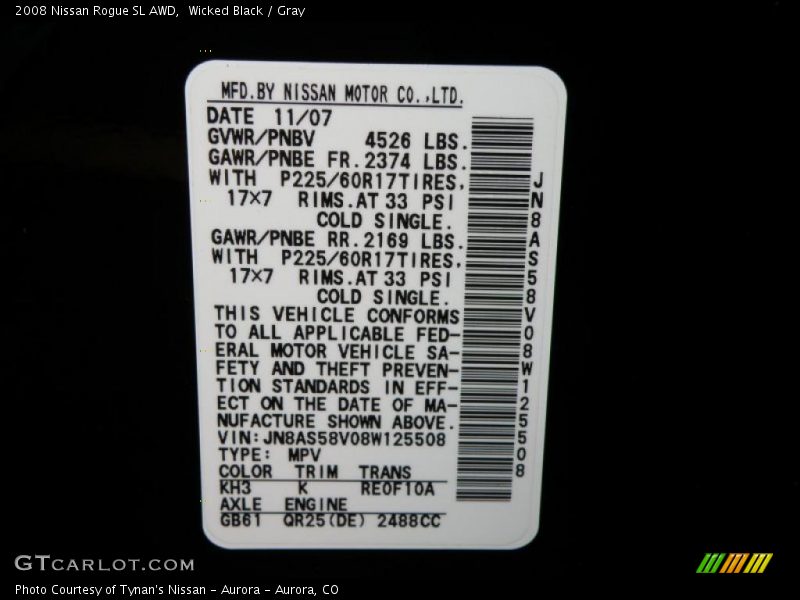 2008 Nissan Rogue SL AWD,  Wicked Black / Gray
MFD.BY NISSAN MOTOR CO.,LTD.
DATE 11/07
GVWR/PNBV 4526 LBS.
GAWR/PNBE FR.2374 LBS.
WITH P225/60R17TIRES,
17X7 RIMS.AT 33 PSI
COLD SINGLE.
GAWR/PNBE RR.2169 LBS.
WITH P225/60R17TIRES,
17X7 RIMS.AT 33 PSI
COLD SINGLE.
THIS VEHICLE CONFORMS
TO ALL APPLICABLE FED-
ERAL MOTOR VEHICLE SA-
FETY AND THEFT PREVEN-
TION STANDARDS IN EFF-
ECT ON THE DATE OF MA-
NUFACTURE SHOWN ABOVE.
VIN:JN8AS58V08W125508
TYPE: MPV
COLOR TRIM TRANS
KH3 K RE0F10A
AXLE ENGINE
GB61 QR25(DE) 2488CC
JN8AS58V08W125508
GTCARLOT.COM
Photo Courtesy of Tynan's Nissan - Aurora - Aurora, CO